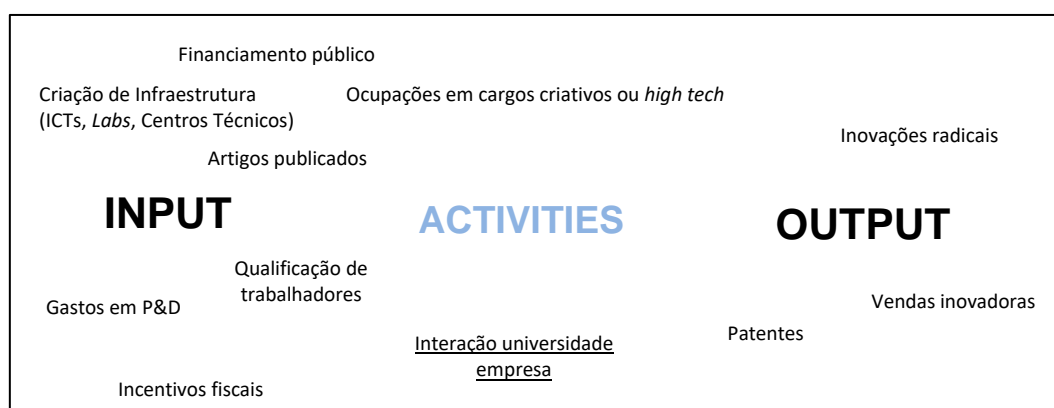 Financiamento público
Criação de Infraestrutura
(ICTs, Labs, Centros Técnicos)
Ocupações em cargos criativos ou high tech
Inovações radicais
Artigos publicados
INPUT
ACTIVITIES
OUTPUT
Qualificação de
trabalhadores
Gastos em P&D
Vendas inovadoras
Patentes
Interação universidade
empresa
Incentivos fiscais